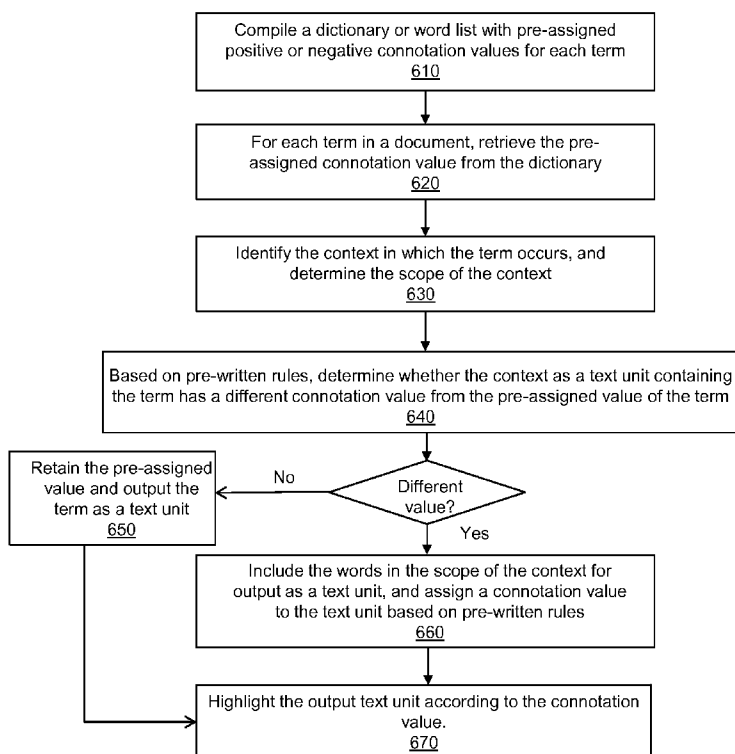 Compile a dictionary or word list with pre-assigned
positive or negative connotation values for each term
610
For each term in a document, retrieve the pre-
assigned connotation value from the dictionary
620
Identify the context in which the term occurs, and
determine the scope of the context
630
Based on pre-written rules, determine whether the context as a text unit containing
the term has a different connotation value from the pre-assigned value of the term
640
Different
value?
No
Retain the pre-assigned
value and output the
term as a text unit
650
Yes
Include the words in the scope of the context for
output as a text unit, and assign a connotation value
to the text unit based on pre-written rules
660
Highlight the output text unit according to the connotation
value.
670